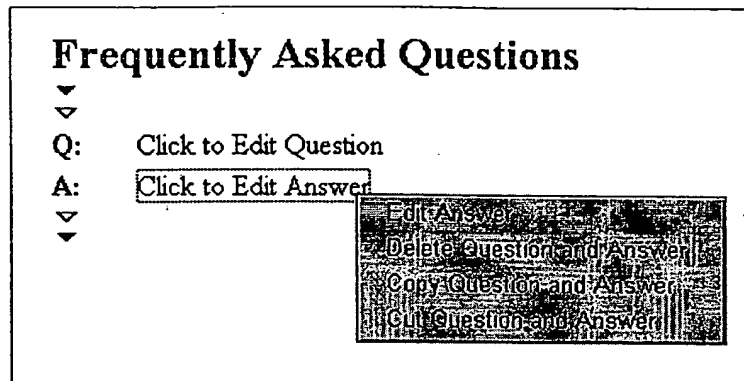 Frequently Asked Questions
Q: Click to Edit Question
A: Click to Edit Answer
Edit Answer
Delete Question and Answer
Copy Question and Answer
Cut Question and Answer